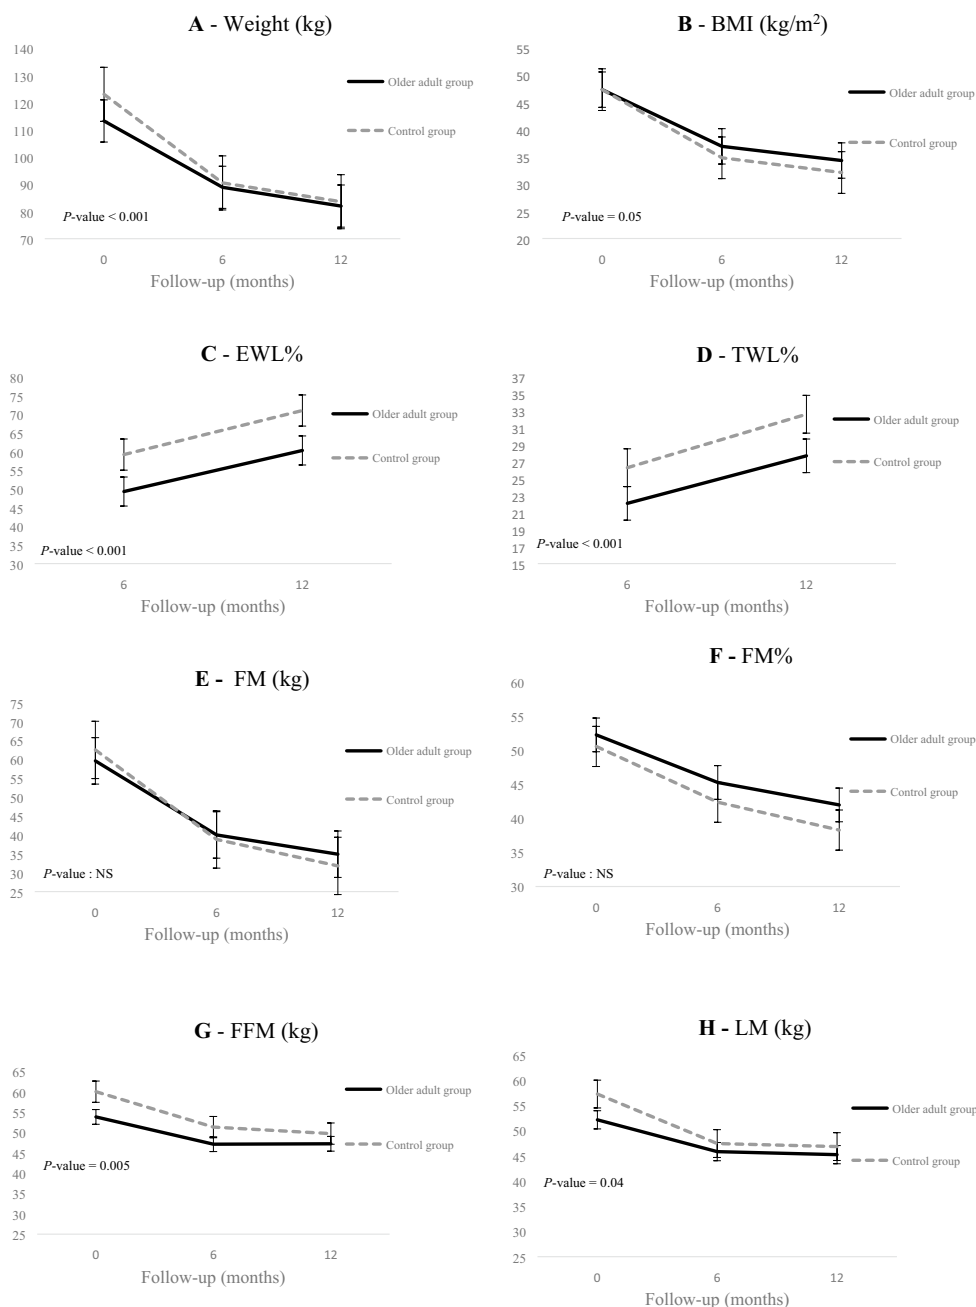 A - Weight (kg)
140
130
120
110
100
90
80
70
Older adult group
Control group
P-value < 0.001
0 6 12
Follow-up (months)
B - BMI (kg/m²)
55
50
45
40
35
30
25
20
Older adult group
Control group
P-value = 0.05
0 6 12
Follow-up (months)
C - EWL%
80
75
70
65
60
55
50
45
40
35
30
Older adult group
Control group
P-value < 0.001
6 12
Follow-up (months)
D - TWL%
37
35
33
31
29
27
25
23
21
19
17
15
Older adult group
Control group
P-value < 0.001
6 12
Follow-up (months)
E - FM (kg)
75
70
65
60
55
50
45
40
35
30
25
Older adult group
Control group
P-value : NS
0 6 12
Follow-up (months)
F - FM%
60
55
50
45
40
35
30
Older adult group
Control group
P-value : NS
0 6 12
Follow-up (months)
G - FFM (kg)
65
60
55
50
45
40
35
30
25
Older adult group
Control group
P-value = 0.005
0 6 12
Follow-up (months)
H - LM (kg)
65
60
55
50
45
40
35
30
25
Older adult group
Control group
P-value = 0.04
0 6 12
Follow-up (months)